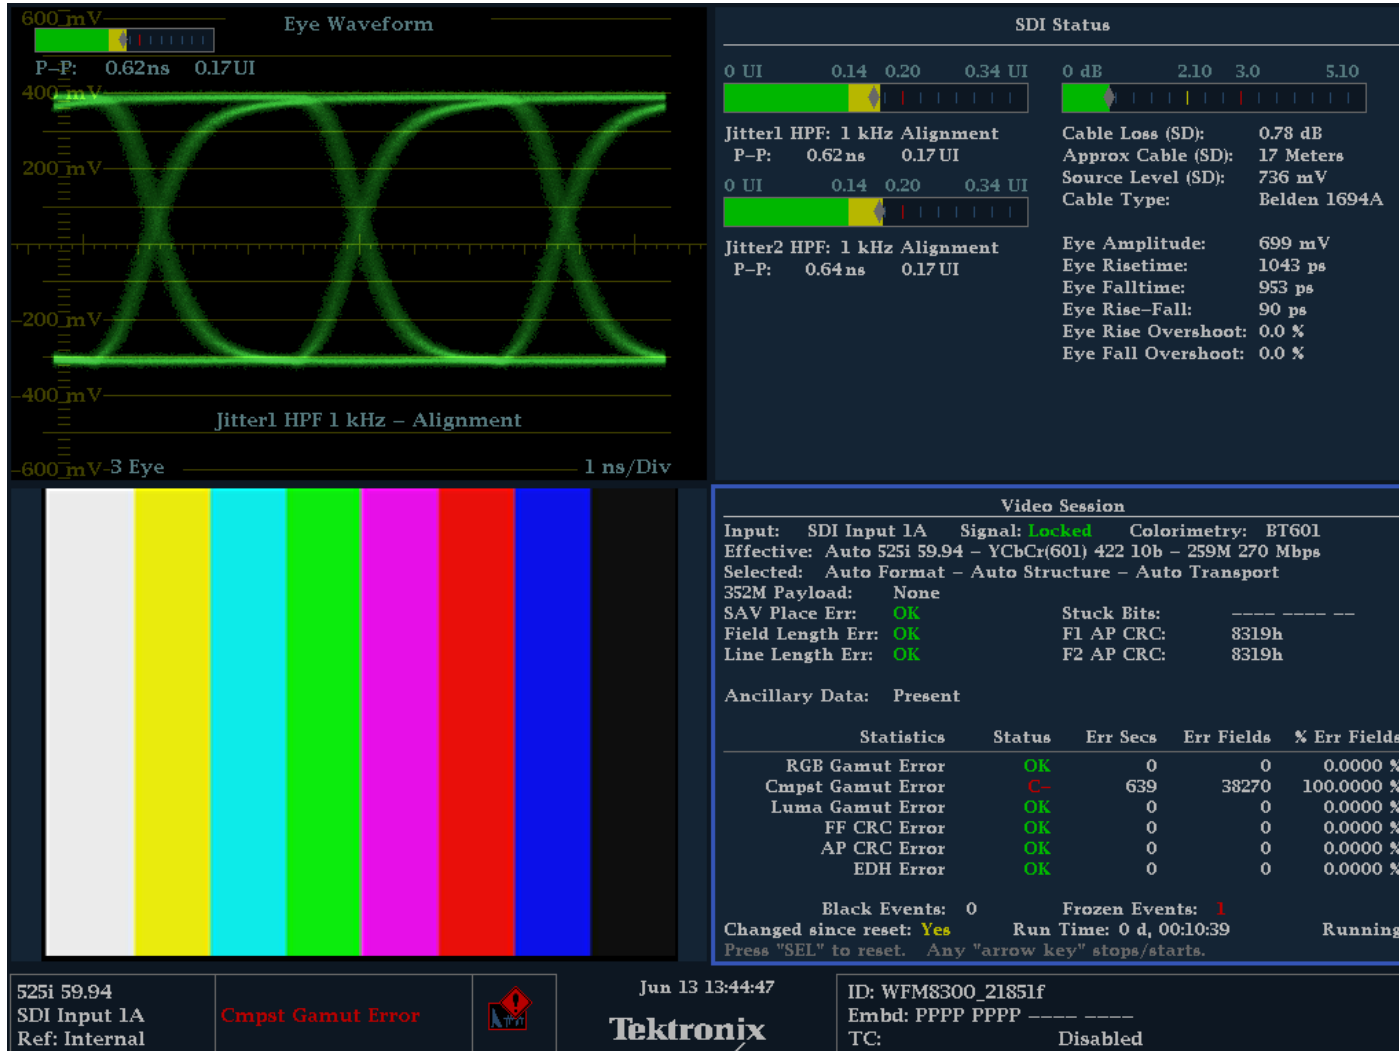 Eye Waveform
600 mV
P-P: 0.62ns 0.17UI
400 mV
200 mV
-200 mV
-400 mV
Jitter1 HPF 1 kHz - Alignment
-600 mV
3 Eye
1 ns/Div
SDI Status
0 UI 0.14 0.20 0.34 UI
Jitter1 HPF: 1 kHz Alignment
P-P: 0.62ns 0.17UI
0 UI 0.14 0.20 0.34 UI
Jitter2 HPF: 1 kHz Alignment
P-P: 0.64ns 0.17UI
0 dB 2.10 3.0 5.10
Cable Loss (SD): 0.78 dB
Approx Cable (SD): 17 Meters
Source Level (SD): 736 mV
Cable Type: Belden 1694A
Eye Amplitude: 699 mV
Eye Risetime: 1043 ps
Eye Falltime: 953 ps
Eye Rise-Fall: 90 ps
Eye Rise Overshoot: 0.0 %
Eye Fall Overshoot: 0.0 %
Video Session
Input: SDI Input 1A Signal: Locked Colorimetry: BT601
Effective: Auto 525i 59.94 - YCbCr(601) 422 10b - 259M 270 Mbps
Selected: Auto Format - Auto Structure - Auto Transport
352M Payload: None
SAV Place Err: OK Stuck Bits: ---- ---- --
Field Length Err: OK F1 AP CRC: 8319h
Line Length Err: OK F2 AP CRC: 8319h
Ancillary Data: Present
Statistics Status Err Secs Err Fields % Err Fields
RGB Gamut Error OK 0 0 0.0000 %
Cmpst Gamut Error C- 639 38270 100.0000 %
Luma Gamut Error OK 0 0 0.0000 %
FF CRC Error OK 0 0 0.0000 %
AP CRC Error OK 0 0 0.0000 %
EDH Error OK 0 0 0.0000 %
Black Events: 0 Frozen Events: 1
Changed since reset: Yes Run Time: 0 d, 00:10:39 Running
Press "SEL" to reset. Any "arrow key" stops/starts.
525i 59.94
SDI Input 1A
Ref: Internal
Cmpst Gamut Error
Jun 13 13:44:47
Tektronix
ID: WFM8300_21851f
Embd: PPPP PPPP ---- ----
TC: Disabled